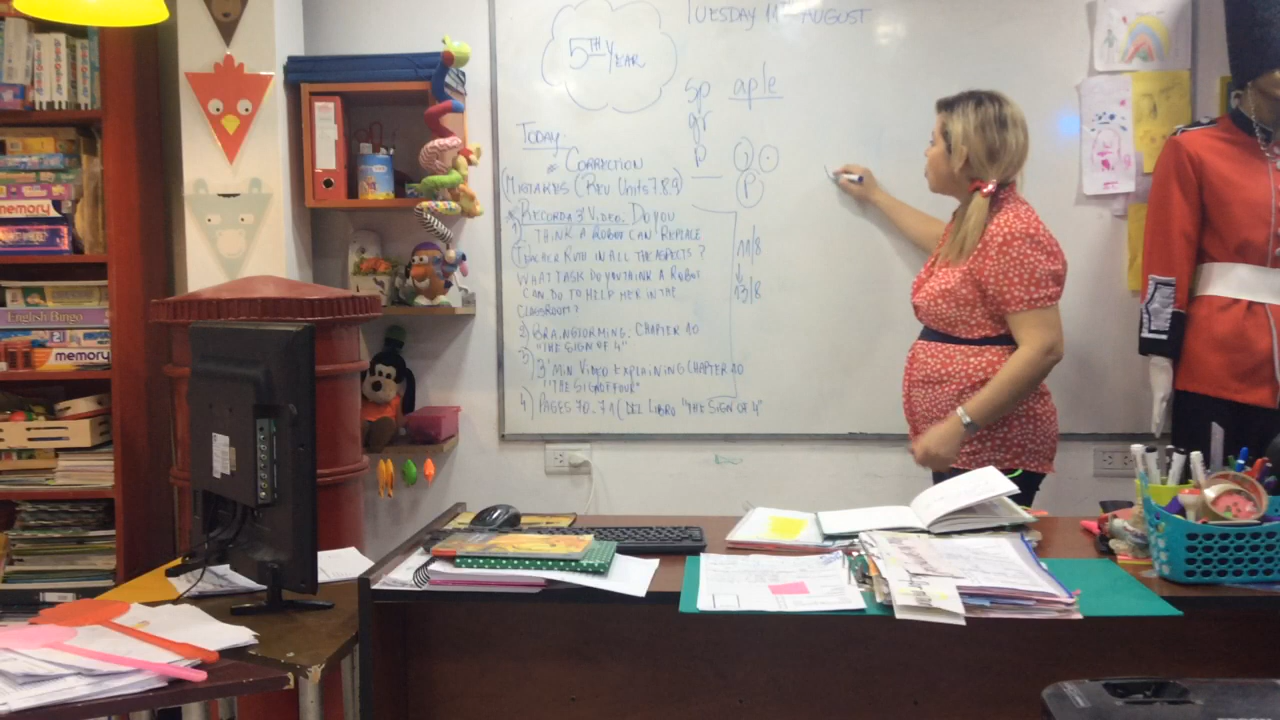 TUESDAY 11TH AUGUST
5TH YEAR
sp aple
gr
p
P
TODAY:
* CORRECTION
MISTAKES (REV. UNITS 7.8.9)
* RECORD A 3' VIDEO. DO YOU
1) THINK A ROBOT CAN REPLACE
TEACHER RUTH IN ALL THE ASPECTS?
WHAT TASK DO YOU THINK A ROBOT
CAN DO TO HELP HER IN THE
CLASSROOM?
2) BRAINSTORMING. CHAPTER 10
"THE SIGN OF 4"
3) 3' MIN VIDEO EXPLAINING CHAPTER 10
"THE SIGN OF FOUR"
4) PAGES 70-71 (DEL LIBRO "THE SIGN OF 4"
11/8
13/8
memory
English Bingo
memory